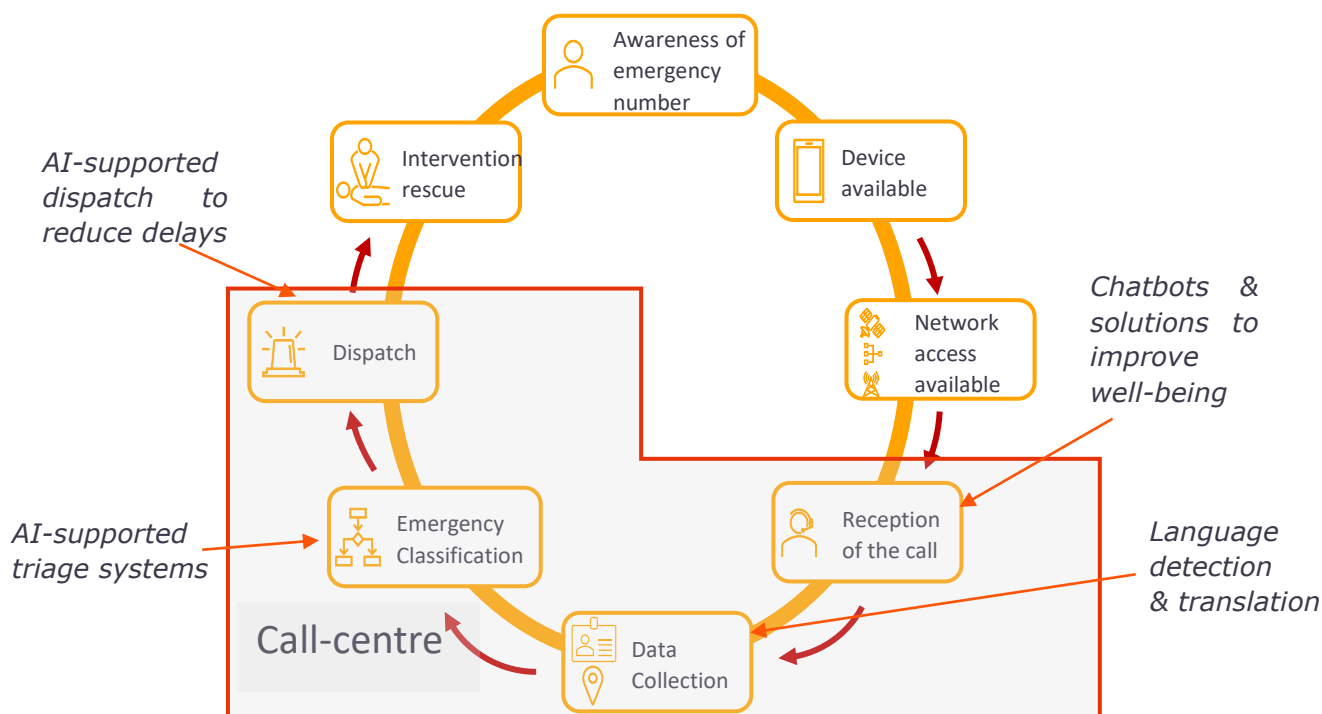 Awareness of
emergency
number
Device
available
Network
access
available
Reception
of the call
Data
Collection
Emergency
Classification
Dispatch
Intervention
rescue
Call-centre
AI-supported
dispatch to
reduce delays
Chatbots &
solutions to
improve
well-being
AI-supported
triage systems
Language
detection
& translation